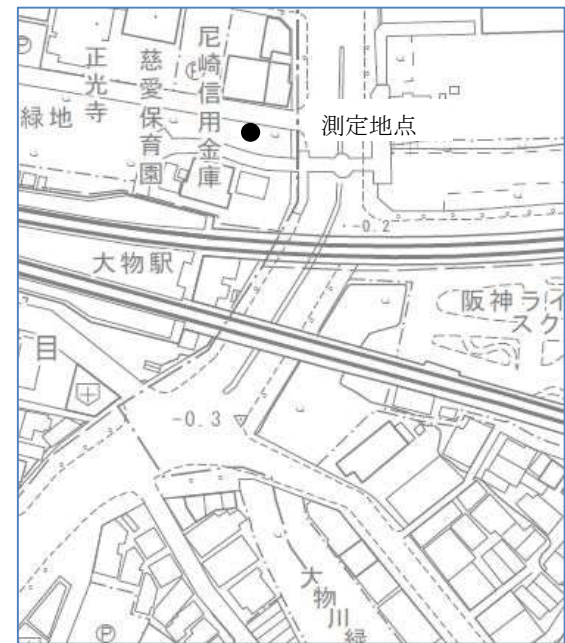 正光寺
慈愛保育園
尼崎信用金庫
P
緑地
測定地点
-0.2
大物駅
阪神ライ
スク
目
-0.3
大物川緑
P